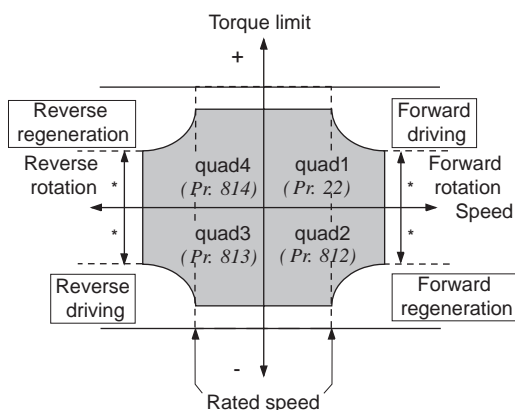 Torque limit
+
Reverse
regeneration
Forward
driving
Reverse
rotation
*
quad4
(Pr. 814)
quad1
(Pr. 22)
*
Forward
rotation
Speed
*
quad3
(Pr. 813)
quad2
(Pr. 812)
*
Reverse
driving
Forward
regeneration
-
Rated speed